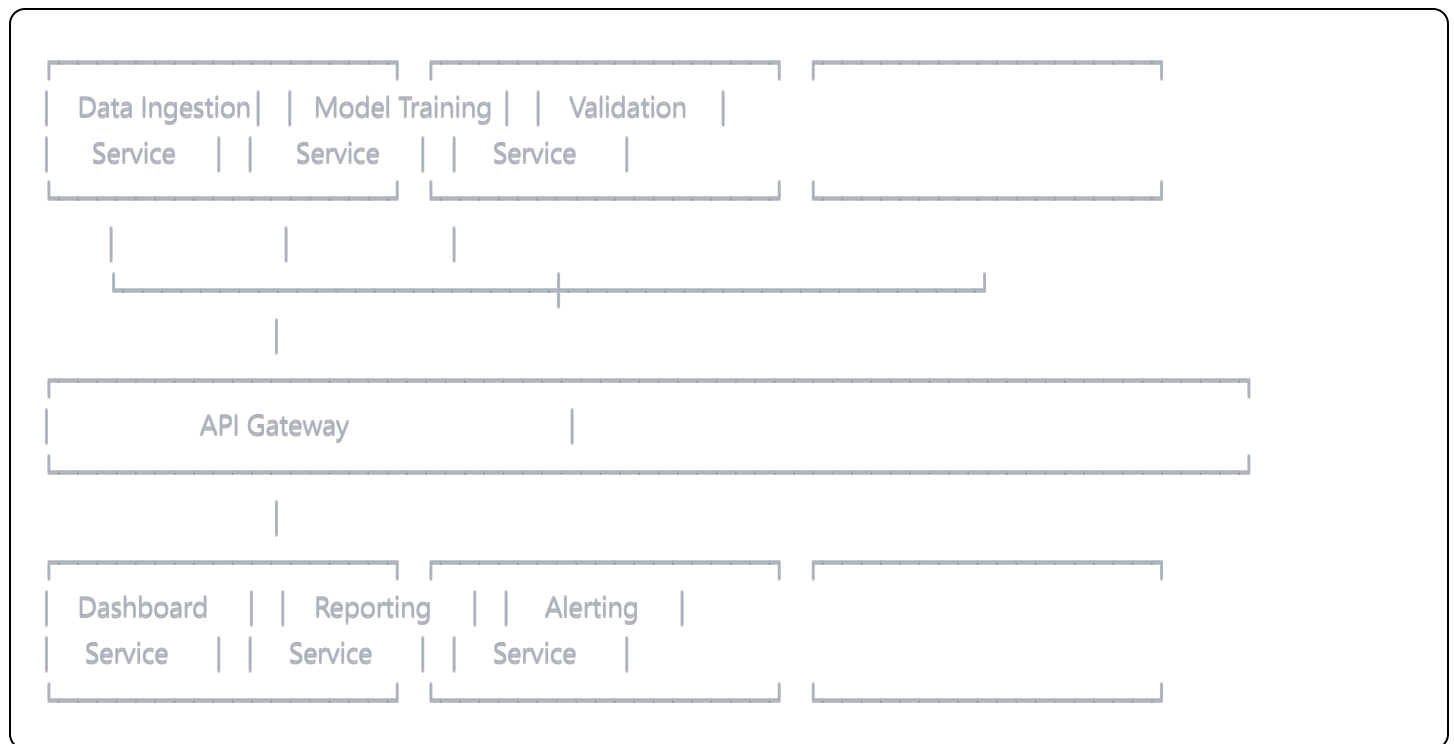 Data Ingestion Model Training Validation
Service Service Service
API Gateway
Dashboard Reporting Alerting
Service Service Service